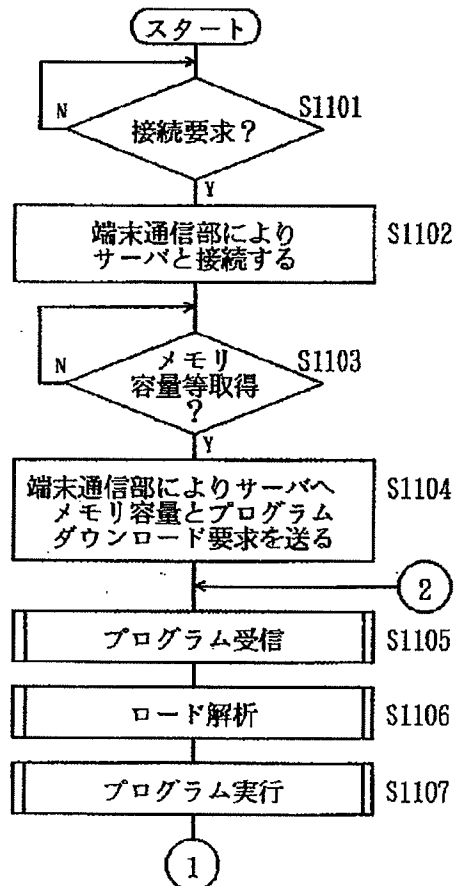 スタート
接続要求?
S1101
N
Y
端末通信部により
サーバと接続する
S1102
メモリ
容量等取得
?
S1103
N
Y
端末通信部によりサーバへ
メモリ容量とプログラム
ダウンロード要求を送る
S1104
2
プログラム受信
S1105
ロード解析
S1106
プログラム実行
S1107
1